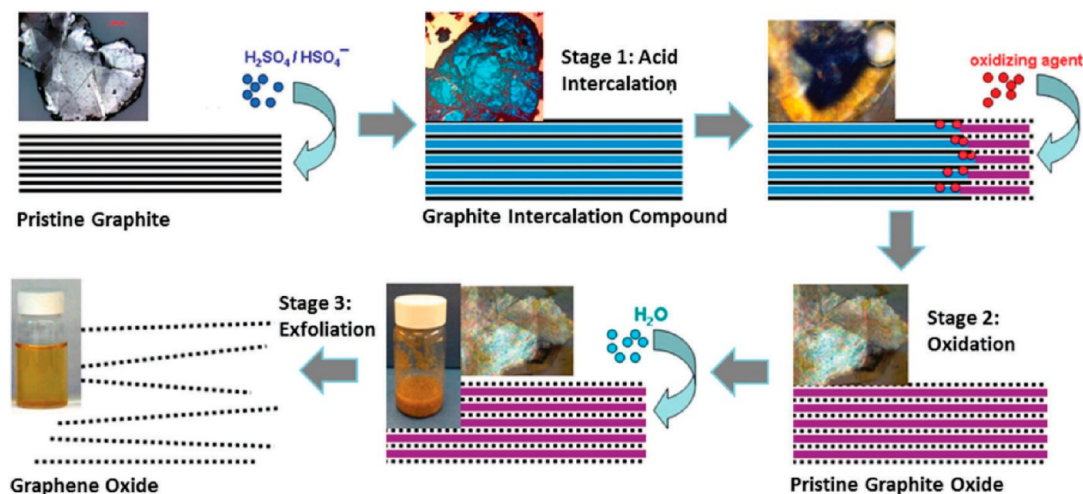 H₂SO₄/HSO₄⁻
Stage 1: Acid
Intercalation
oxidizing agent
Pristine Graphite
Graphite Intercalation Compound
Stage 3:
Exfoliation
H₂O
Stage 2:
Oxidation
Graphene Oxide
Pristine Graphite Oxide